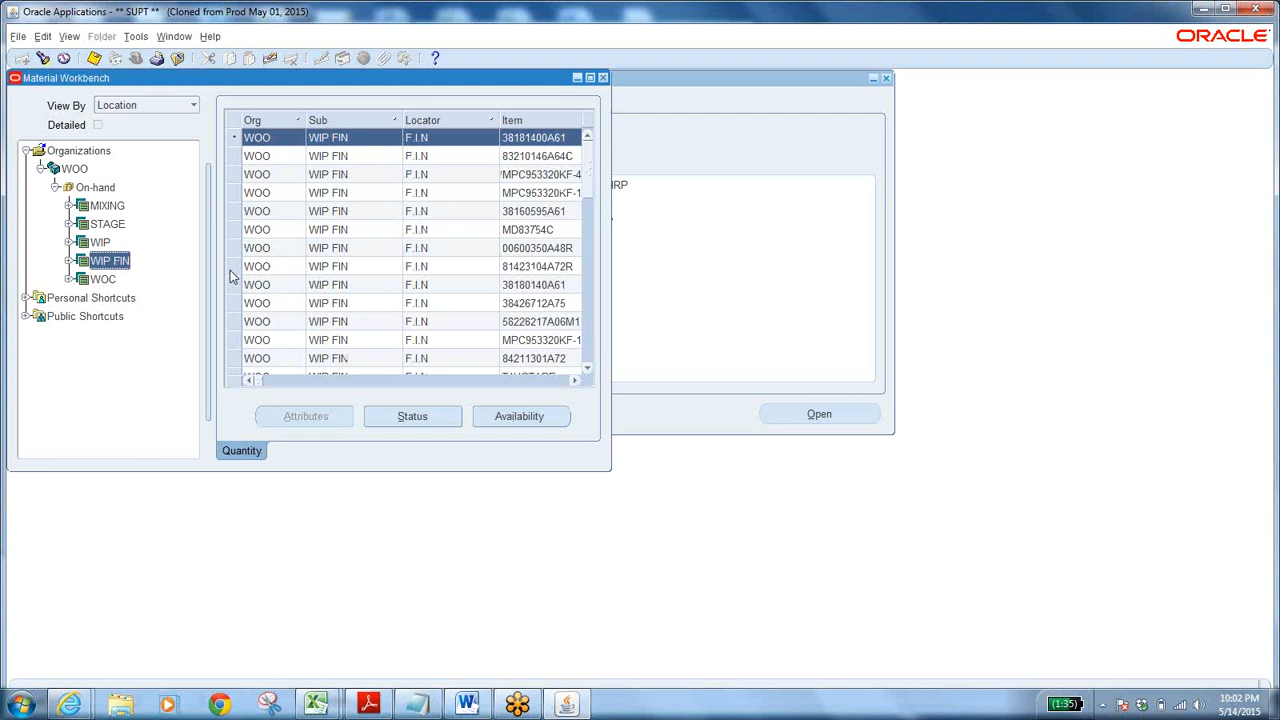 Oracle Applications - ** SUPT ** (Cloned from Prod May 01, 2015)
File Edit View Folder Tools Window Help
ORACLE
Material Workbench
View By Location
Detailed
Organizations
WOO
On-hand
MIXING
STAGE
WIP
WIP FIN
WOC
Personal Shortcuts
Public Shortcuts
Org Sub Locator Item
WOO WIP FIN F.I.N 38181400A61
WOO WIP FIN F.I.N 83210146A64C
WOO WIP FIN F.I.N MPC953320KF-4
WOO WIP FIN F.I.N MPC953320KF-1
WOO WIP FIN F.I.N 38160595A61
WOO WIP FIN F.I.N MD83754C
WOO WIP FIN F.I.N 00600350A48R
WOO WIP FIN F.I.N 81423104A72R
WOO WIP FIN F.I.N 38180140A61
WOO WIP FIN F.I.N 38426712A75
WOO WIP FIN F.I.N 58228217A06M1
WOO WIP FIN F.I.N MPC953320KF-1
WOO WIP FIN F.I.N 84211301A72
Attributes Status Availability
Quantity
Open
(1:35)
10:02 PM
5/14/2015